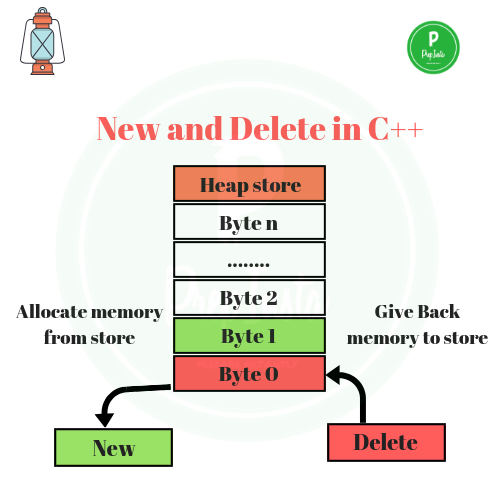 P
PrepInsta
New and Delete in C++
Heap store
Byte n
........
Byte 2
Allocate memory
from store
Give Back
memory to store
Byte 1
Byte 0
New
Delete